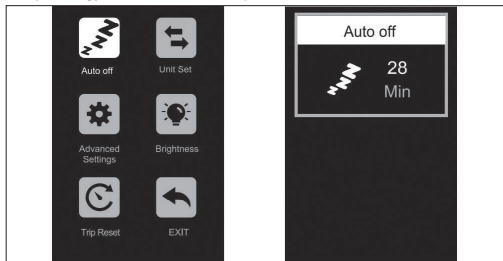 Auto off
Unit Set
Advanced
Settings
Brightness
Trip Reset
EXIT
Auto off
28
Min